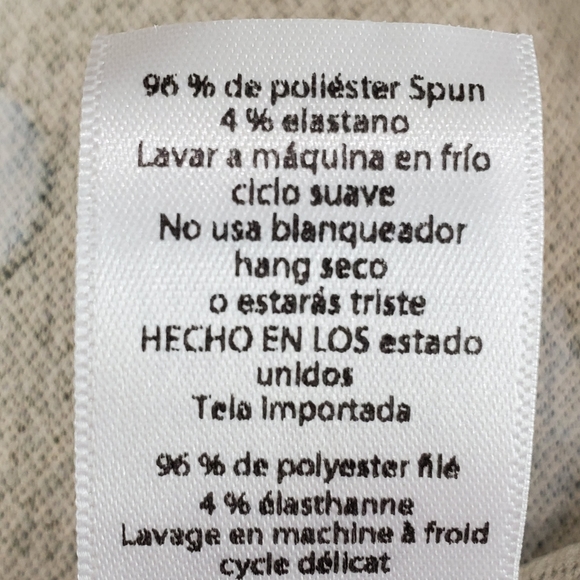 96 % de poliéster Spun
4 % elastano
Lavar a máquina en frío
ciclo suave
No usa blanqueador
hang seco
o estarás triste
HECHO EN LOS estado
unidos
Tela Importada
96 % de polyester filé
4 % élasthanne
Lavage en machine à froid
cycle délicat